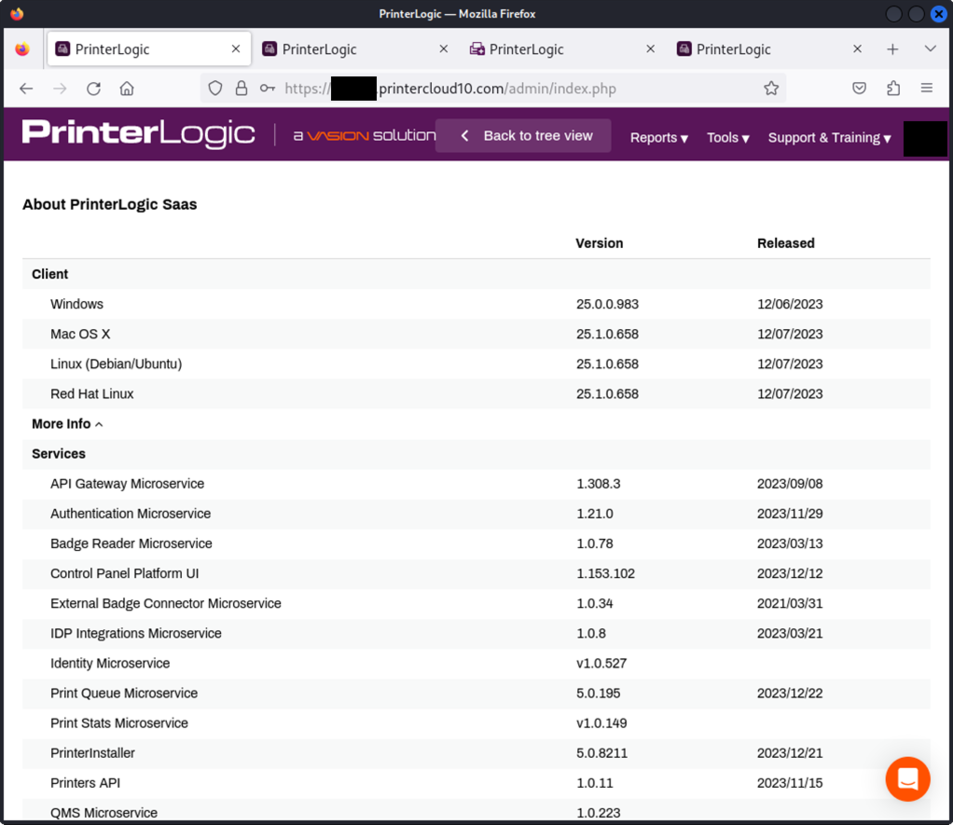 PrinterLogic — Mozilla Firefox
PrinterLogic PrinterLogic PrinterLogic PrinterLogic
https:// .printercloud10.com/admin/index.php
PrinterLogic a VASION solution Back to tree view Reports ▾ Tools ▾ Support & Training ▾
About PrinterLogic Saas
Version Released
Client
Windows 25.0.0.983 12/06/2023
Mac OS X 25.1.0.658 12/07/2023
Linux (Debian/Ubuntu) 25.1.0.658 12/07/2023
Red Hat Linux 25.1.0.658 12/07/2023
More Info
Services
API Gateway Microservice 1.308.3 2023/09/08
Authentication Microservice 1.21.0 2023/11/29
Badge Reader Microservice 1.0.78 2023/03/13
Control Panel Platform UI 1.153.102 2023/12/12
External Badge Connector Microservice 1.0.34 2021/03/31
IDP Integrations Microservice 1.0.8 2023/03/21
Identity Microservice v1.0.527
Print Queue Microservice 5.0.195 2023/12/22
Print Stats Microservice v1.0.149
PrinterInstaller 5.0.8211 2023/12/21
Printers API 1.0.11 2023/11/15
QMS Microservice 1.0.223